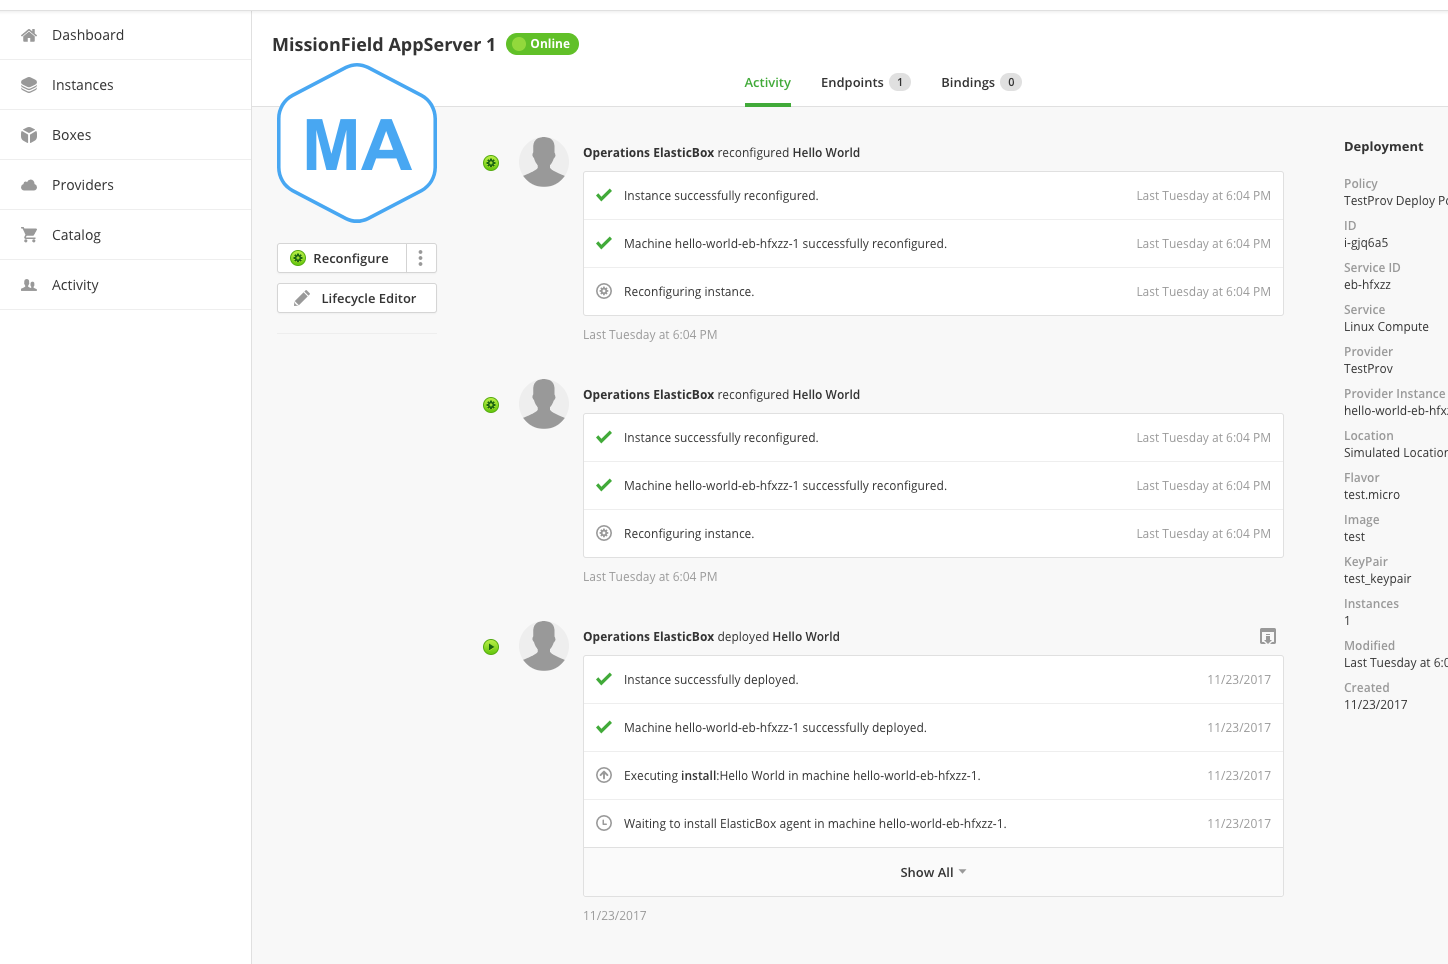 Dashboard
Instances
Boxes
Providers
Catalog
Activity
MissionField AppServer 1 Online
MA
Reconfigure
Lifecycle Editor
Activity Endpoints 1 Bindings 0
Operations ElasticBox reconfigured Hello World
Instance successfully reconfigured. Last Tuesday at 6:04 PM
Machine hello-world-eb-hfxzz-1 successfully reconfigured. Last Tuesday at 6:04 PM
Reconfiguring instance. Last Tuesday at 6:04 PM
Last Tuesday at 6:04 PM
Operations ElasticBox reconfigured Hello World
Instance successfully reconfigured. Last Tuesday at 6:04 PM
Machine hello-world-eb-hfxzz-1 successfully reconfigured. Last Tuesday at 6:04 PM
Reconfiguring instance. Last Tuesday at 6:04 PM
Last Tuesday at 6:04 PM
Operations ElasticBox deployed Hello World
Instance successfully deployed. 11/23/2017
Machine hello-world-eb-hfxzz-1 successfully deployed. 11/23/2017
Executing install:Hello World in machine hello-world-eb-hfxzz-1. 11/23/2017
Waiting to install ElasticBox agent in machine hello-world-eb-hfxzz-1. 11/23/2017
Show All
11/23/2017
Deployment
Policy
TestProv Deploy Po
ID
i-gjq6a5
Service ID
eb-hfxzz
Service
Linux Compute
Provider
TestProv
Provider Instance
hello-world-eb-hfx
Location
Simulated Location
Flavor
test.micro
Image
test
KeyPair
test_keypair
Instances
1
Modified
Last Tuesday at 6:0
Created
11/23/2017